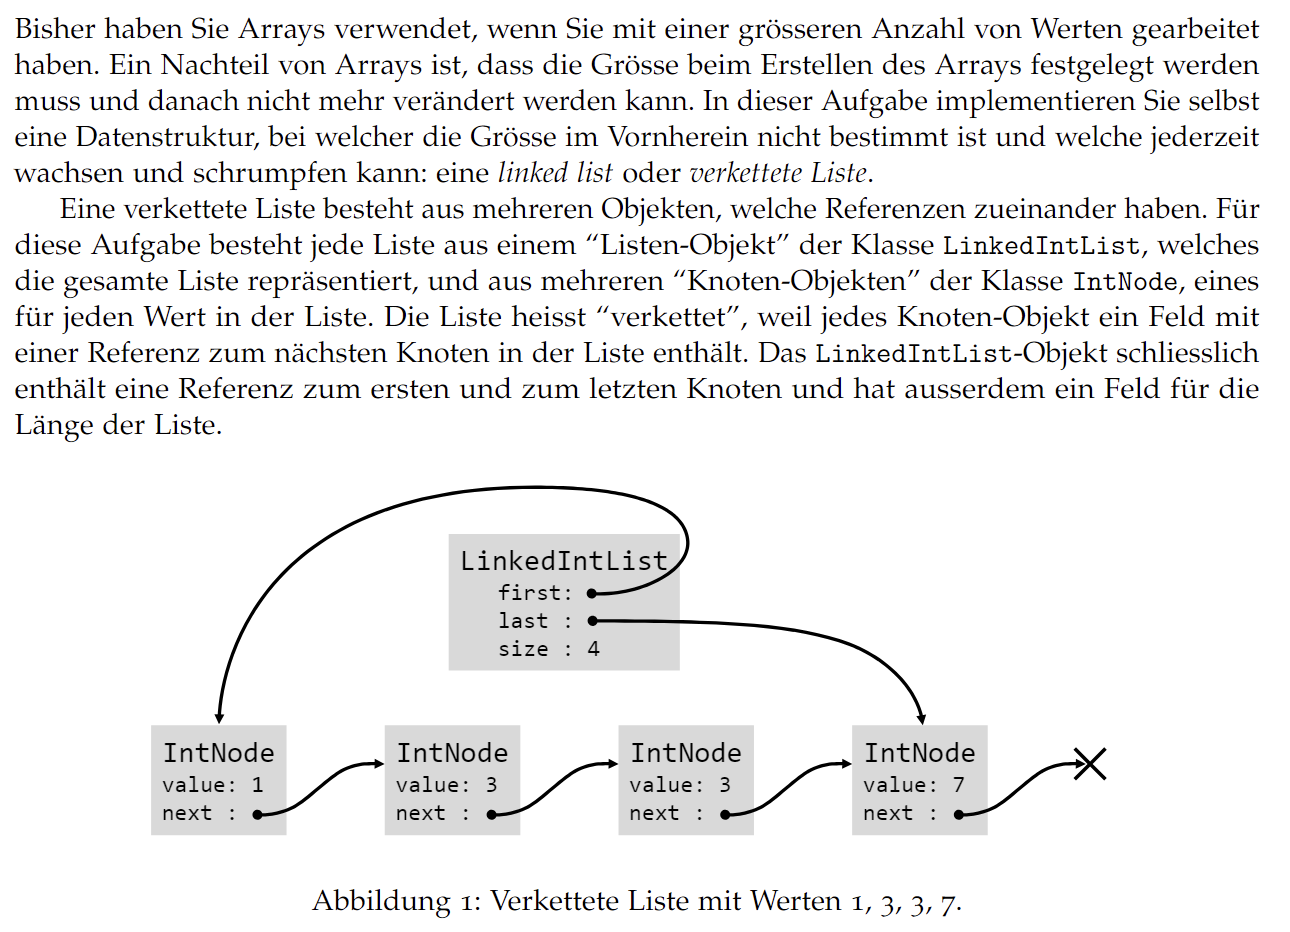 Bisher haben Sie Arrays verwendet, wenn Sie mit einer grösseren Anzahl von Werten gearbeitet
haben. Ein Nachteil von Arrays ist, dass die Grösse beim Erstellen des Arrays festgelegt werden
muss und danach nicht mehr verändert werden kann. In dieser Aufgabe implementieren Sie selbst
eine Datenstruktur, bei welcher die Grösse im Vornherein nicht bestimmt ist und welche jederzeit
wachsen und schrumpfen kann: eine linked list oder verkettete Liste.
Eine verkettete Liste besteht aus mehreren Objekten, welche Referenzen zueinander haben. Für
diese Aufgabe besteht jede Liste aus einem “Listen-Objekt” der Klasse LinkedIntList, welches
die gesamte Liste repräsentiert, und aus mehreren “Knoten-Objekten” der Klasse IntNode, eines
für jeden Wert in der Liste. Die Liste heisst “verkettet”, weil jedes Knoten-Objekt ein Feld mit
einer Referenz zum nächsten Knoten in der Liste enthält. Das LinkedIntList-Objekt schliesslich
enthält eine Referenz zum ersten und zum letzten Knoten und hat ausserdem ein Feld für die
Länge der Liste.
LinkedIntList
first:
last :
size : 4
IntNode
value: 1
next :
IntNode
value: 3
next :
IntNode
value: 3
next :
IntNode
value: 7
next :
Abbildung 1: Verkettete Liste mit Werten 1, 3, 3, 7.